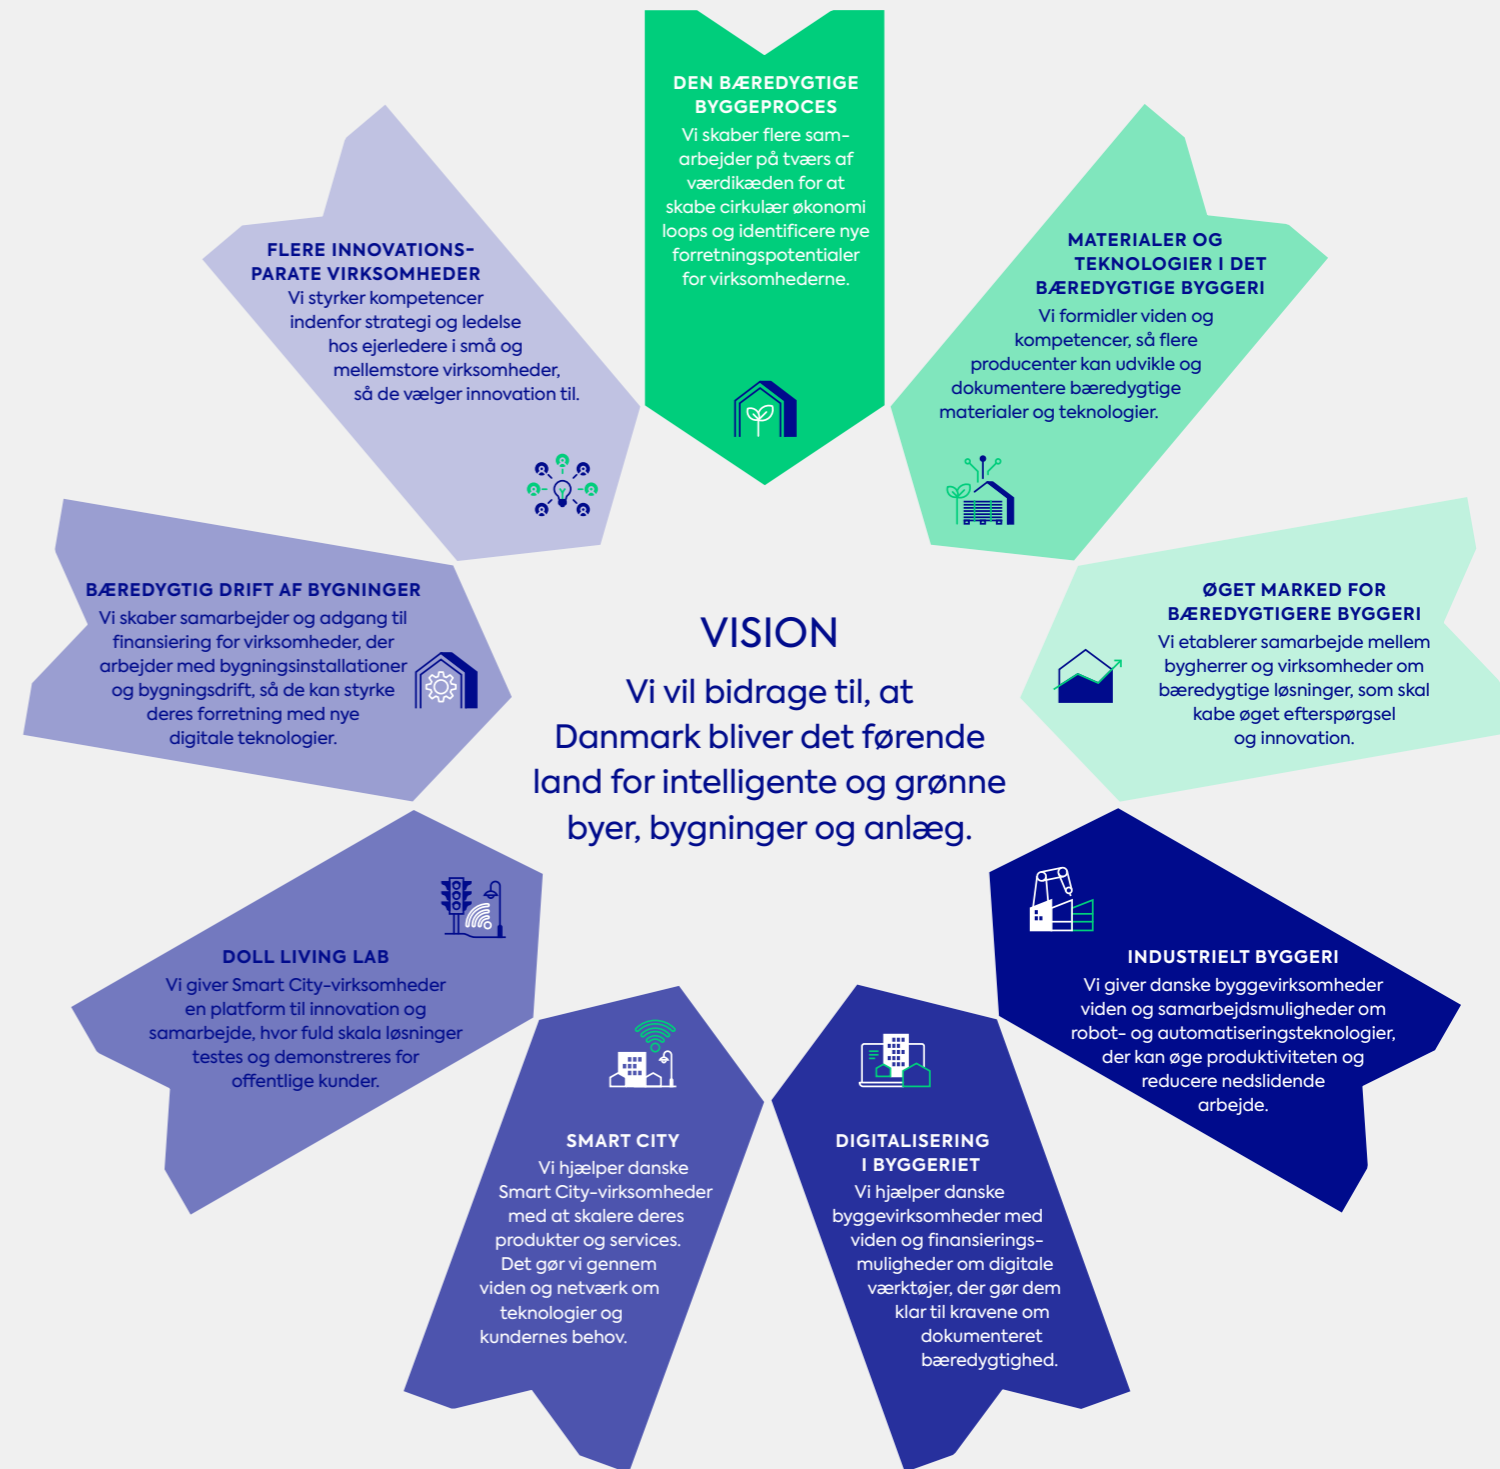 DEN BÆREDYGTIGE
BYGGEPROCES
Vi skaber flere sam-
arbejder på tværs af
værdikæden for at
skabe cirkulær økonomi
loops og identificere nye
forretningspotentialer
for virksomhederne.
MATERIALER OG
TEKNOLOGIER I DET
BÆREDYGTIGE BYGGERI
Vi formidler viden og
kompetencer, så flere
producenter kan udvikle og
dokumentere bæredygtige
materialer og teknologier.
ØGET MARKED FOR
BÆREDYGTIGERE BYGGERI
Vi etablerer samarbejde mellem
bygherrer og virksomheder om
bæredygtige løsninger, som skal
kabe øget efterspørgsel
og innovation.
INDUSTRIELT BYGGERI
Vi giver danske byggevirksomheder
viden og samarbejdsmuligheder om
robot- og automatiseringsteknologier,
der kan øge produktiviteten og
reducere nedslidende
arbejde.
DIGITALISERING
I BYGGERIET
Vi hjælper danske
byggevirksomheder med
viden og finansierings-
muligheder om digitale
værktøjer, der gør dem
klar til kravene om
dokumenteret
bæredygtighed.
SMART CITY
Vi hjælper danske
Smart City-virksomheder
med at skalere deres
produkter og services.
Det gør vi gennem
viden og netværk om
teknologier og
kundernes behov.
DOLL LIVING LAB
Vi giver Smart City-virksomheder
en platform til innovation og
samarbejde, hvor fuld skala løsninger
testes og demonstreres for
offentlige kunder.
BÆREDYGTIG DRIFT AF BYGNINGER
Vi skaber samarbejder og adgang til
finansiering for virksomheder, der
arbejder med bygningsinstallationer
og bygningsdrift, så de kan styrke
deres forretning med nye
digitale teknologier.
FLERE INNOVATIONS-
PARATE VIRKSOMHEDER
Vi styrker kompetencer
indenfor strategi og ledelse
hos ejerledere i små og
mellemstore virksomheder,
så de vælger innovation til.
VISION
Vi vil bidrage til, at
Danmark bliver det førende
land for intelligente og grønne
byer, bygninger og anlæg.